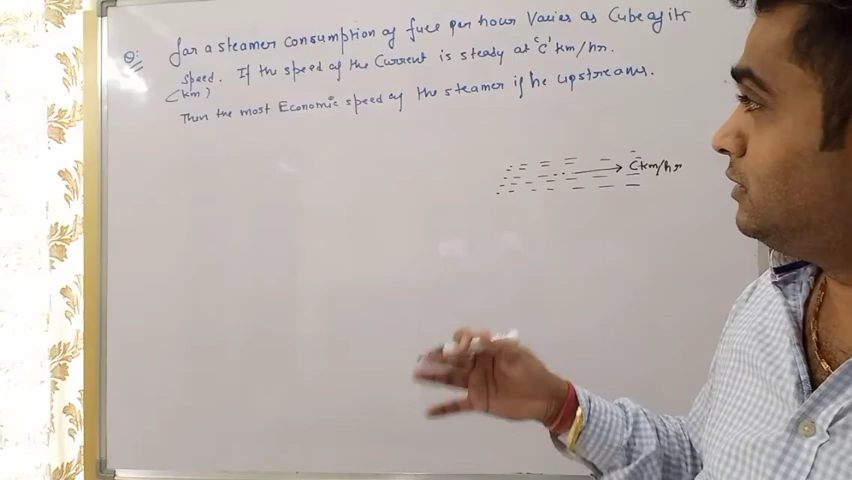 Q: for a steamer consumption of fuel per hour Varies as Cube of its
speed. If the speed of the Current is steady at 'C' km/hr.
(km)
Then the most Economic speed of the steamer if he upstreams.
C km/hr